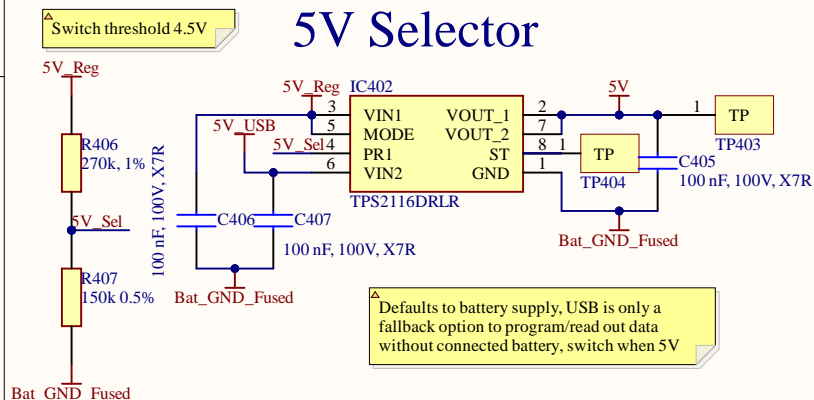 Switch threshold 4.5V
5V Selector
5V_Reg
R406
270k, 1%
5V_Sel
R407
150k 0.5%
Bat_GND_Fused
5V_Reg
IC402
5V_USB
5V_Sel
3
5
4
6
VIN1
MODE
PR1
VIN2
VOUT_1
VOUT_2
ST
GND
2
7
8
1
TPS2116DRLR
C406
100 nF, 100V, X7R
C407
100 nF, 100V, X7R
Bat_GND_Fused
5V
1
TP
TP403
1
TP
TP404
C405
100 nF, 100V, X7R
Bat_GND_Fused
Defaults to battery supply, USB is only a
fallback option to program/read out data
without connected battery, switch when 5V